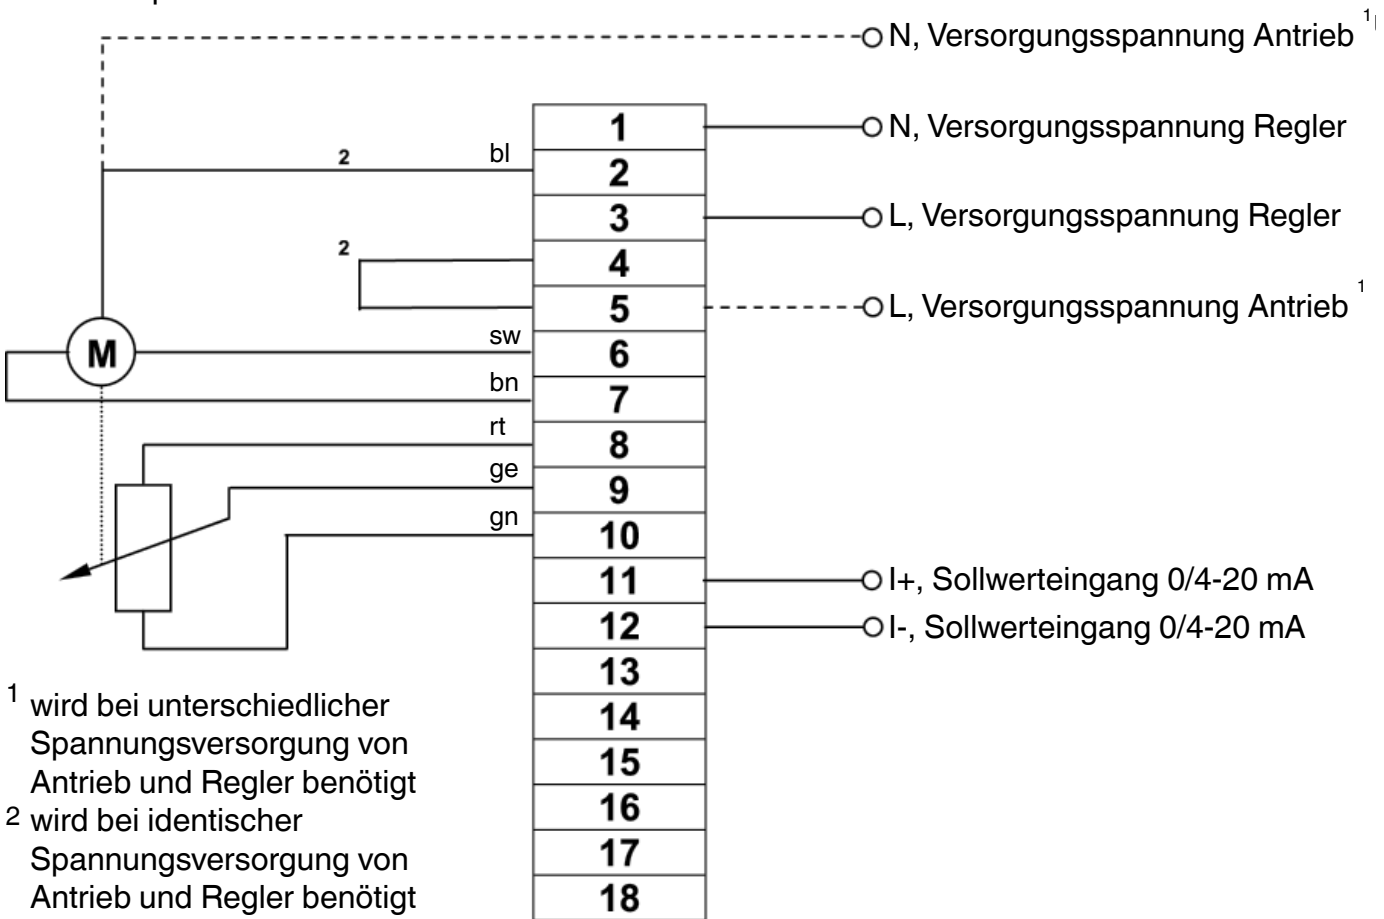 N, Versorgungsspannung Antrieb 1
1
N, Versorgungsspannung Regler
2
bl
2
3
L, Versorgungsspannung Regler
2
4
5
L, Versorgungsspannung Antrieb 1
M
sw
6
bn
7
rt
8
ge
9
gn
10
11
I+, Sollwerteingang 0/4-20 mA
12
I-, Sollwerteingang 0/4-20 mA
13
14
15
16
17
18
1 wird bei unterschiedlicher
Spannungsversorgung von
Antrieb und Regler benötigt
2 wird bei identischer
Spannungsversorgung von
Antrieb und Regler benötigt